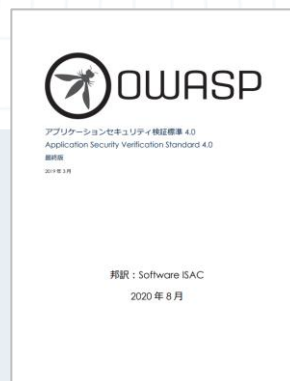 OWASP
アプリケーションセキュリティ検証標準 4.0
Application Security Verification Standard 4.0
最終版
2019 年 3 月
邦訳：Software ISAC
2020 年 8 月